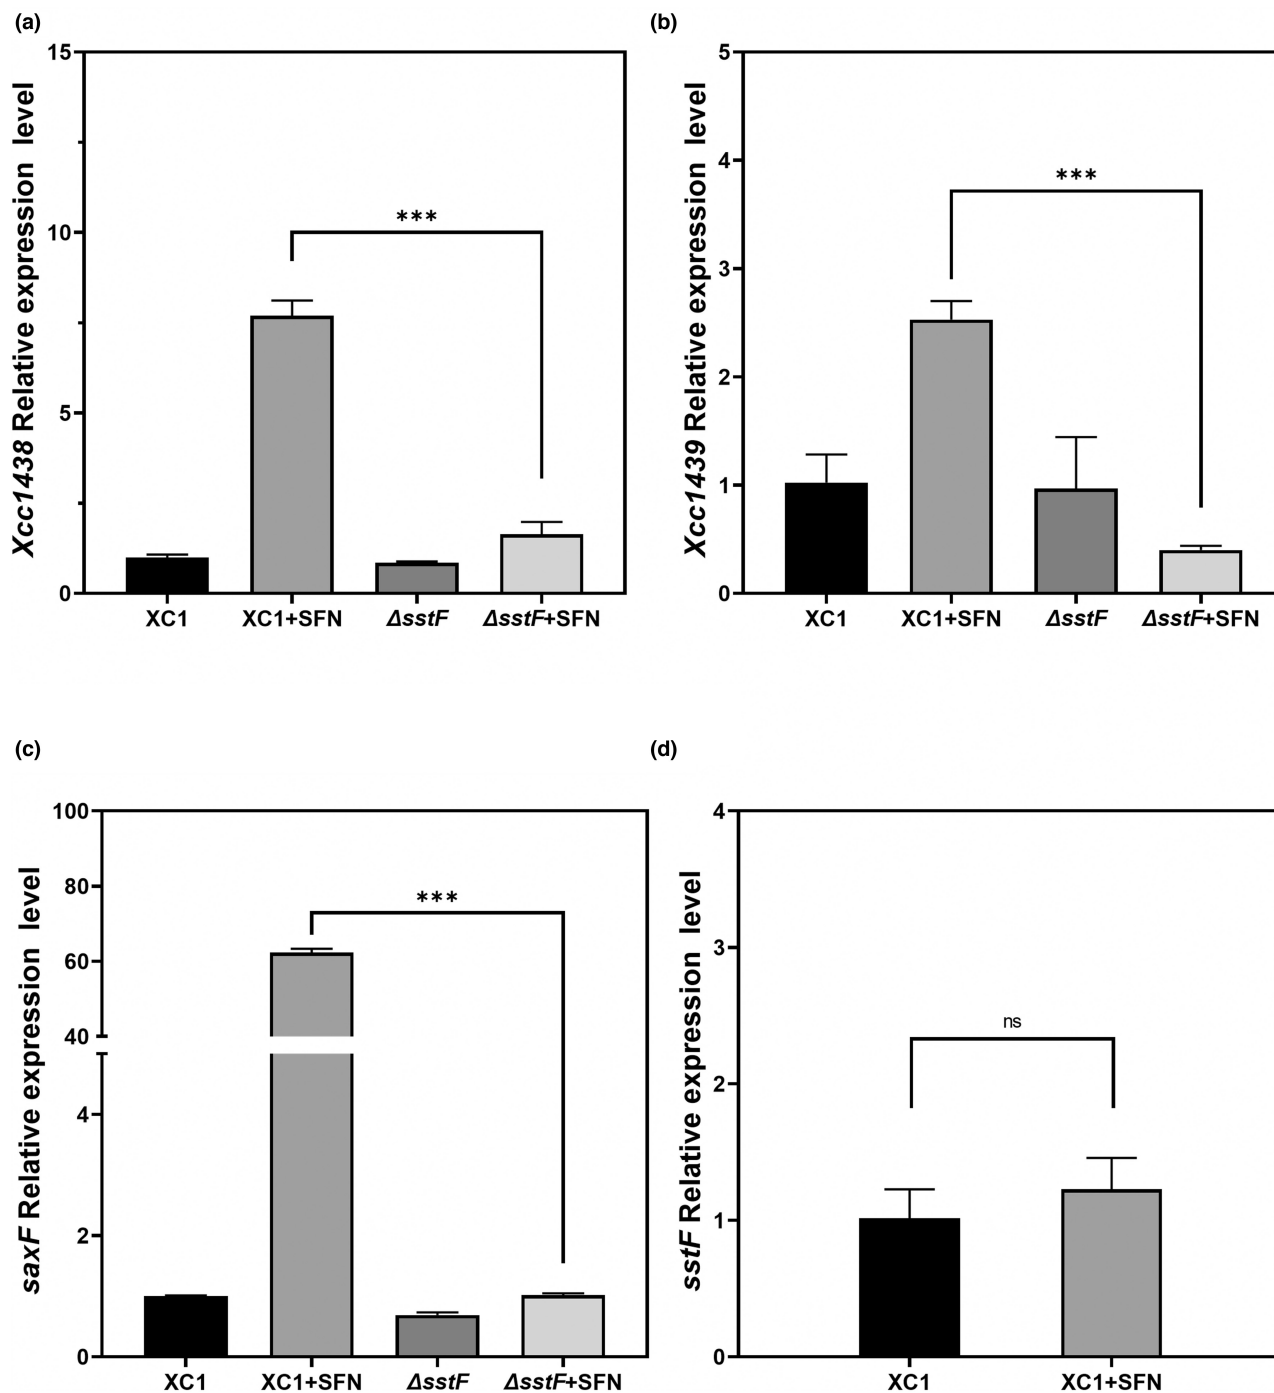 (a)
Xcc1438 Relative expression level
15
10
5
0
***
XC1 XC1+SFN ΔsstF ΔsstF+SFN
(b)
Xcc1439 Relative expression level
5
4
3
2
1
0
***
XC1 XC1+SFN ΔsstF ΔsstF+SFN
(c)
saxF Relative expression level
100
80
60
40
4
2
0
***
XC1 XC1+SFN ΔsstF ΔsstF+SFN
(d)
sstF Relative expression level
4
3
2
1
0
ns
XC1 XC1+SFN